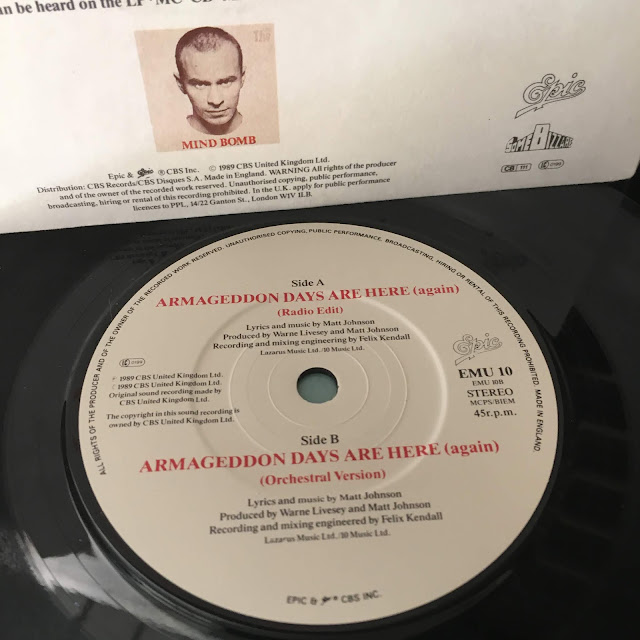 an be heard on the LP · MC · CD
The
MIND BOMB
Epic
SOME BIZZARE
Epic & ® CBS Inc. © 1989 CBS United Kingdom Ltd.
Distribution: CBS Records/CBS Disques S.A. Made in England. WARNING All rights of the producer
and of the owner of the recorded work reserved. Unauthorised copying, public performance,
broadcasting, hiring or rental of this recording prohibited. In the U.K. apply for public performance
licences to PPL, 14/22 Ganton St., London W1V 1LB.
ALL RIGHTS OF THE PRODUCER AND OF THE OWNER OF THE RECORDED WORK RESERVED. UNAUTHORISED COPYING, PUBLIC PERFORMANCE, BROADCASTING, HIRING OR RENTAL OF THIS RECORDING PROHIBITED. MADE IN ENGLAND.
Side A
ARMAGEDDON DAYS ARE HERE (again)
(Radio Edit)
Lyrics and music by Matt Johnson
Produced by Warne Livesey and Matt Johnson
Recording and mixing engineering by Felix Kendall
Lazarus Music Ltd./10 Music Ltd.
Epic
EMU 10
EMU 10B
STEREO
MCPS/BIEM
45r.p.m.
℗ 1989 CBS United Kingdom Ltd.
© 1989 CBS United Kingdom Ltd.
Original sound recording made by
CBS United Kingdom Ltd.
The copyright in this sound recording is
owned by CBS United Kingdom Ltd.
Side B
ARMAGEDDON DAYS ARE HERE (again)
(Orchestral Version)
Lyrics and music by Matt Johnson
Produced by Warne Livesey and Matt Johnson
Recording and mixing engineered by Felix Kendall
Lazarus Music Ltd./10 Music Ltd.
EPIC & CBS INC.